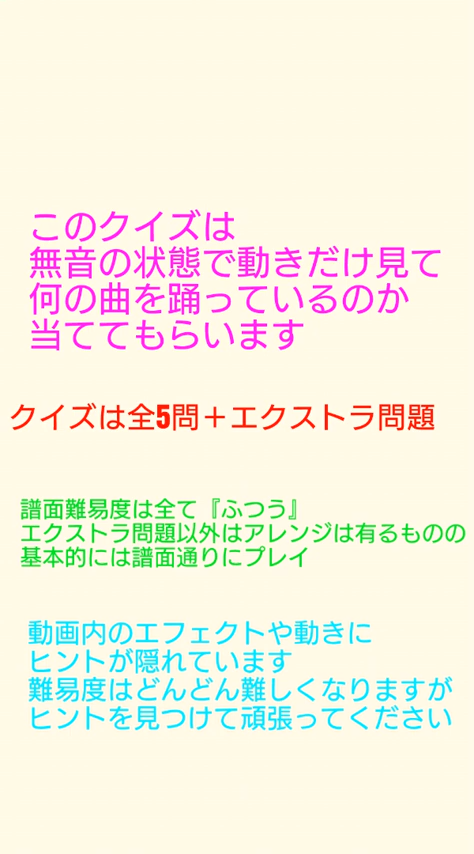 このクイズは
無音の状態で動きだけ見て
何の曲を踊っているのか
当ててもらいます
クイズは全5問＋エクストラ問題
譜面難易度は全て『ふつう』
エクストラ問題以外はアレンジは有るものの
基本的には譜面通りにプレイ
動画内のエフェクトや動きに
ヒントが隠れています
難易度はどんどん難しくなりますが
ヒントを見つけて頑張ってください